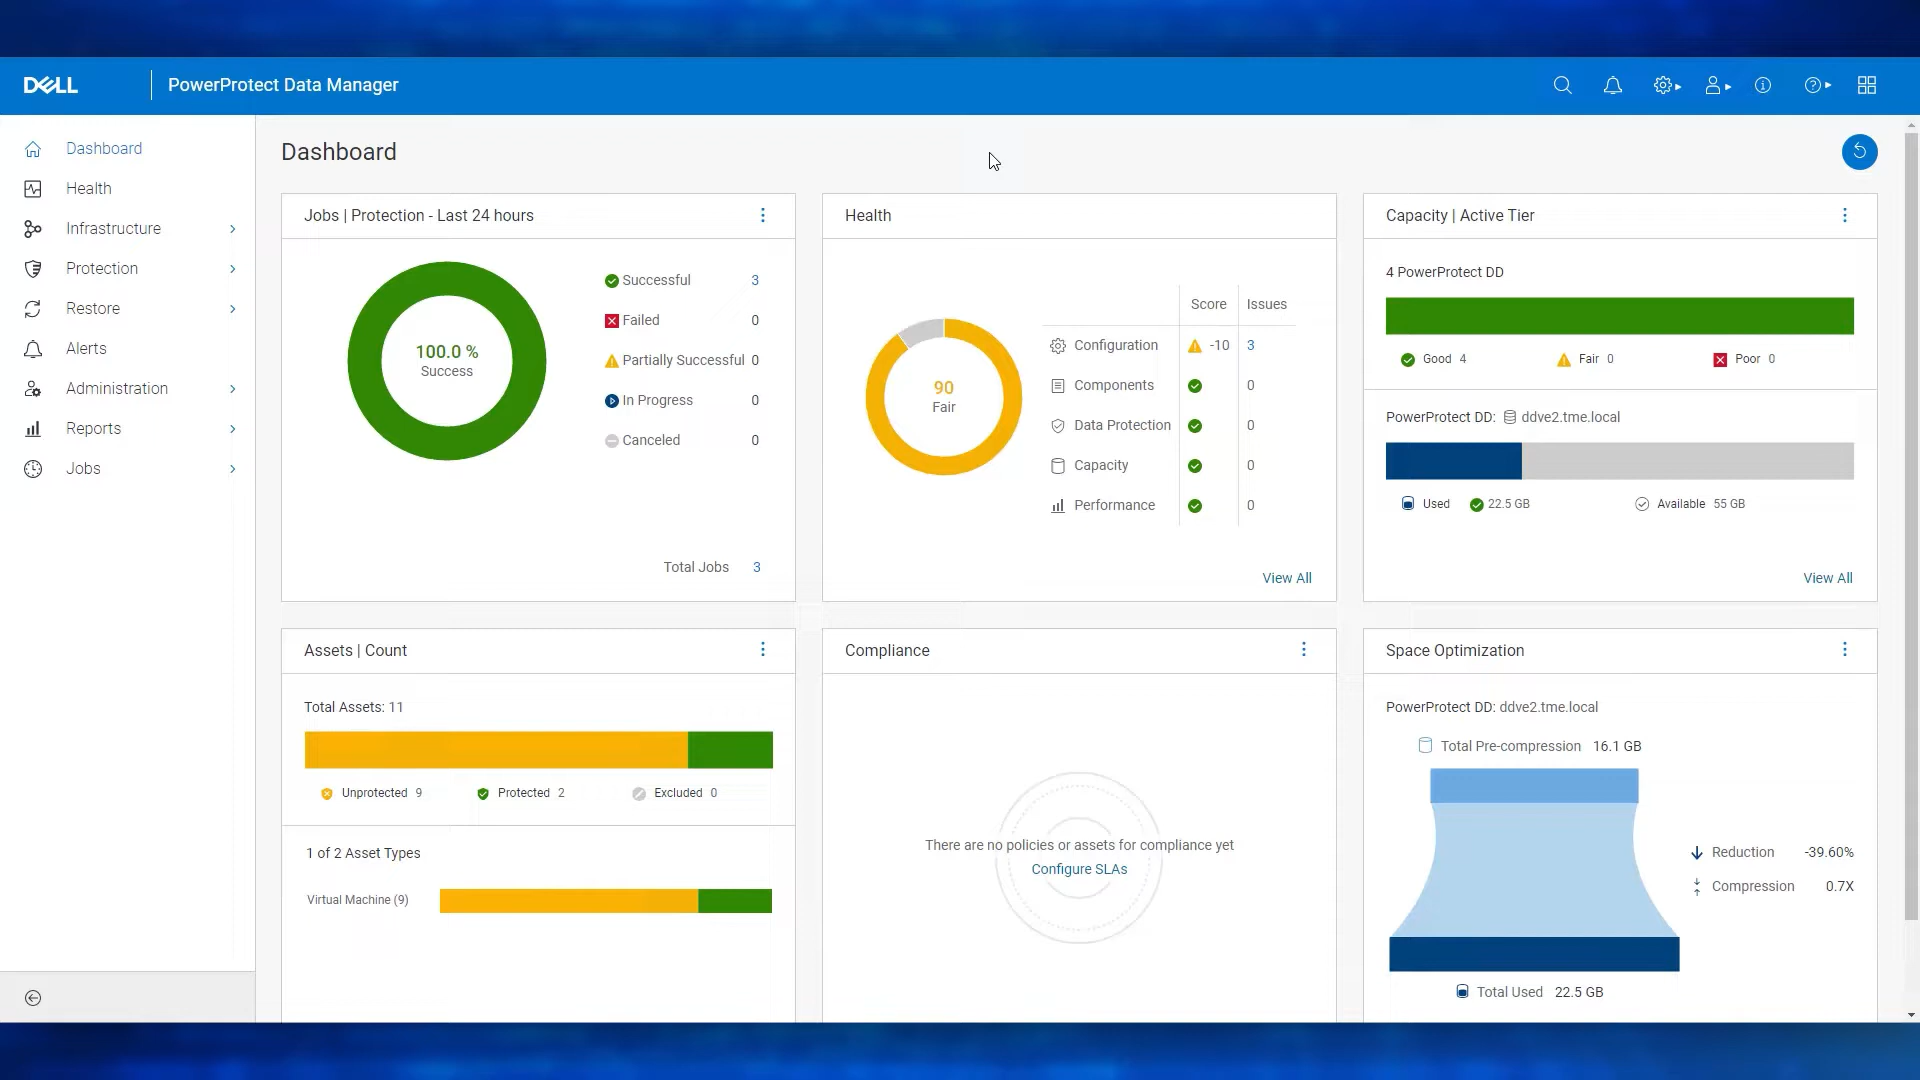 DELL
PowerProtect Data Manager
Dashboard
Health
Infrastructure
Protection
Restore
Alerts
Administration
Reports
Jobs
Dashboard
Jobs | Protection - Last 24 hours
100.0 %
Success
Successful 3
Failed 0
Partially Successful 0
In Progress 0
Canceled 0
Total Jobs 3
Health
90
Fair
Score Issues
Configuration -10 3
Components 0
Data Protection 0
Capacity 0
Performance 0
View All
Capacity | Active Tier
4 PowerProtect DD
Good 4 Fair 0 Poor 0
PowerProtect DD: ddve2.tme.local
Used 22.5 GB Available 55 GB
View All
Assets | Count
Total Assets: 11
Unprotected 9 Protected 2 Excluded 0
1 of 2 Asset Types
Virtual Machine (9)
Compliance
There are no policies or assets for compliance yet
Configure SLAs
Space Optimization
PowerProtect DD: ddve2.tme.local
Total Pre-compression 16.1 GB
Reduction -39.60%
Compression 0.7X
Total Used 22.5 GB